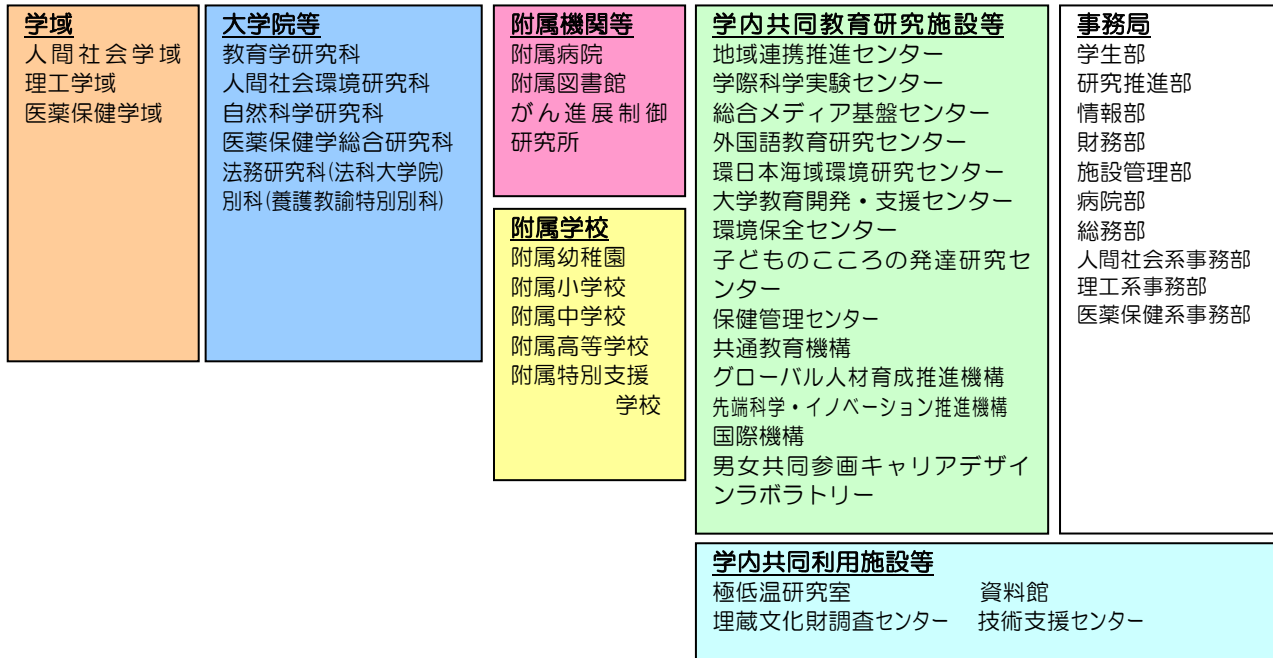 学域
人間社会学域
理工学域
医薬保健学域
大学院等
教育学研究科
人間社会環境研究科
自然科学研究科
医薬保健学総合研究科
法務研究科(法科大学院)
別科(養護教諭特別別科)
附属機関等
附属病院
附属図書館
がん進展制御
研究所
附属学校
附属幼稚園
附属小学校
附属中学校
附属高等学校
附属特別支援
学校
学内共同教育研究施設等
地域連携推進センター
学際科学実験センター
総合メディア基盤センター
外国語教育研究センター
環日本海域環境研究センター
大学教育開発・支援センター
環境保全センター
子どものこころの発達研究セ
ンター
保健管理センター
共通教育機構
グローバル人材育成推進機構
先端科学・イノベーション推進機構
国際機構
男女共同参画キャリアデザイ
ンラボラトリー
事務局
学生部
研究推進部
情報部
財務部
施設管理部
病院部
総務部
人間社会系事務部
理工系事務部
医薬保健系事務部
学内共同利用施設等
極低温研究室 資料館
埋蔵文化財調査センター 技術支援センター